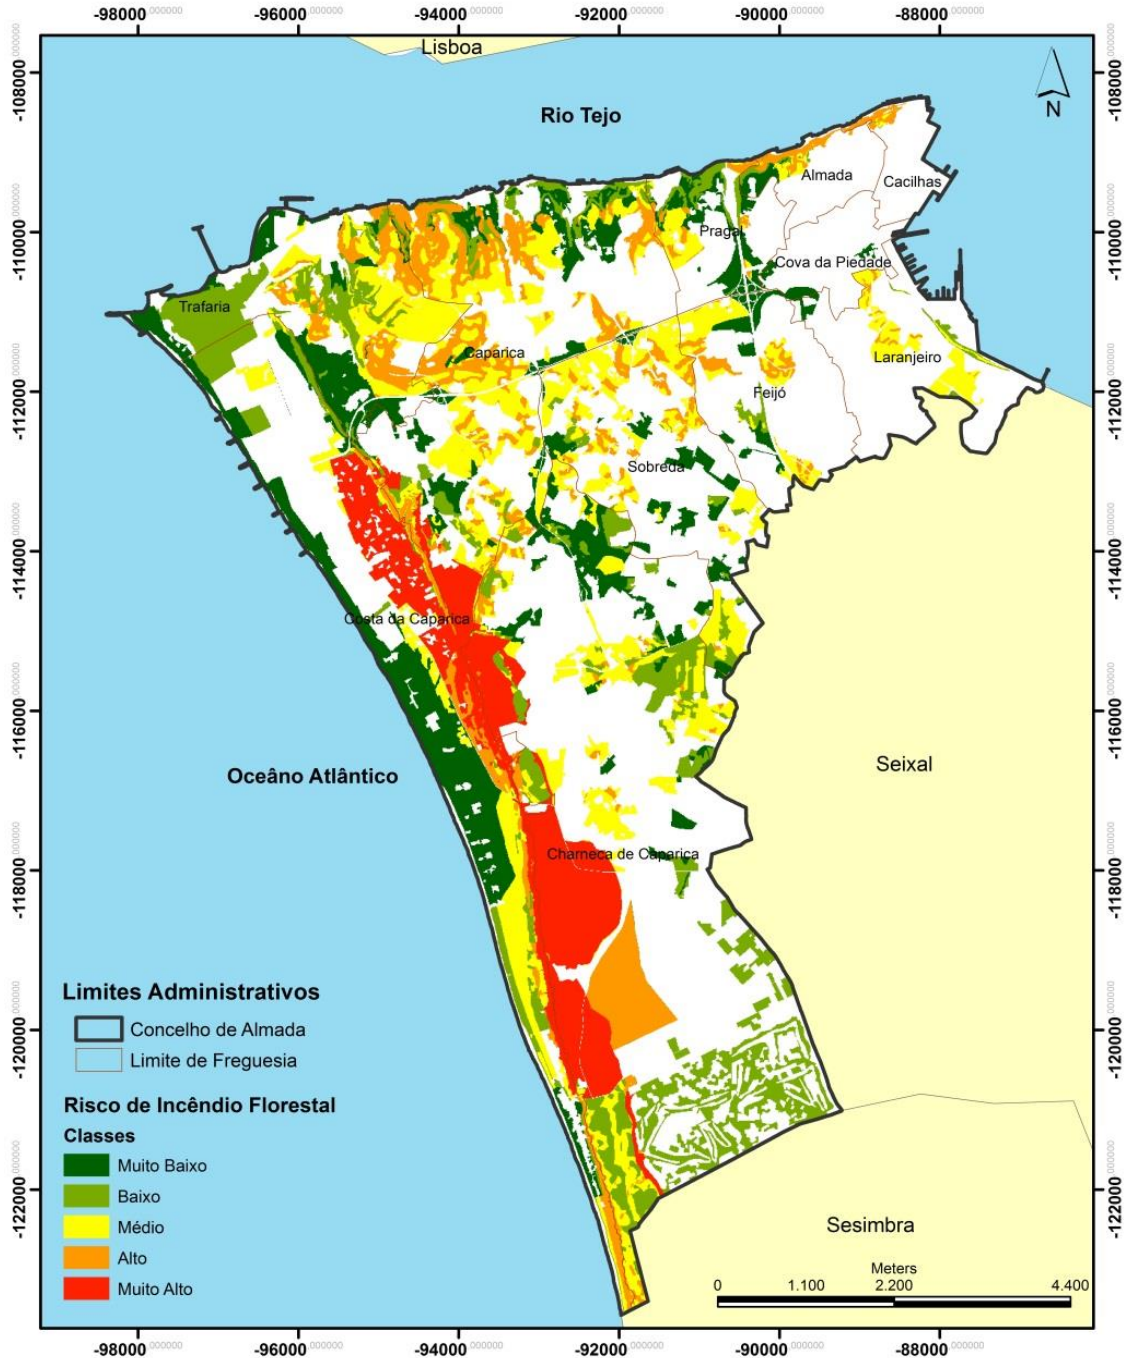 -98000,000000 -96000,000000 -94000,000000 -92000,000000 -90000,000000 -88000,000000
Lisboa
-108000,000000 -108000,000000
N
Rio Tejo
Almada
Cacilhas
-110000,000000 -110000,000000
Pragal
Cova da Piedade
Trafaria
Caparica
Laranjeiro
-112000,000000 -112000,000000
Feijó
Sobreda
-114000,000000 -114000,000000
Costa da Caparica
-116000,000000 -116000,000000
Oceâno Atlântico
Seixal
Charneca de Caparica
-118000,000000 -118000,000000
Limites Administrativos
Concelho de Almada
Limite de Freguesia
-120000,000000 -120000,000000
Risco de Incêndio Florestal
Classes
Muito Baixo
Baixo
Médio
Alto
Muito Alto
-122000,000000 -122000,000000
Sesimbra
Meters
0 1.100 2.200 4.400
-98000,000000 -96000,000000 -94000,000000 -92000,000000 -90000,000000 -88000,000000